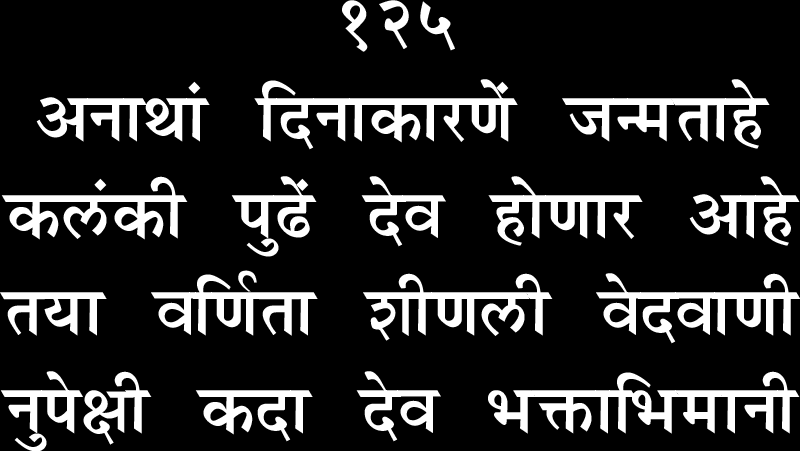 १२५
अनाथां दिनाकारणें जन्मताहे
कलंकी पुढें देव होणार आहे
तया वर्णिता शीणली वेदवाणी
नुपेक्षी कदा देव भक्ताभिमानी